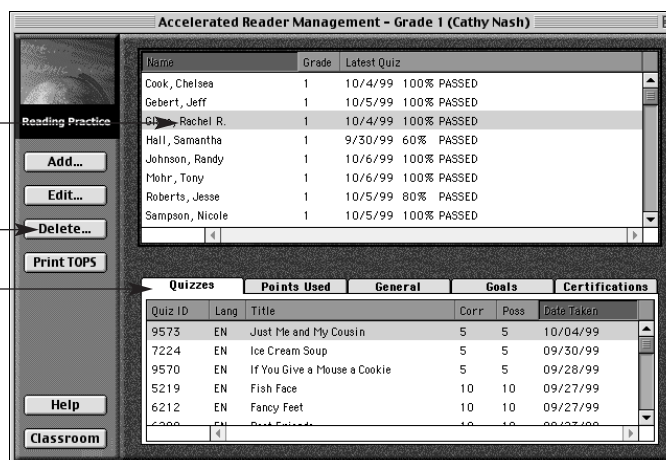 Accelerated Reader Management - Grade 1 (Cathy Nash)
Reading Practice
Add...
Edit...
Delete...
Print TOPS
Help
Classroom
Name Grade Latest Quiz
Cook, Chelsea 1 10/4/99 100% PASSED
Gebert, Jeff 1 10/5/99 100% PASSED
Rachel R. 1 10/4/99 100% PASSED
Hall, Samantha 1 9/30/99 60% PASSED
Johnson, Randy 1 10/6/99 100% PASSED
Mohr, Tony 1 10/6/99 100% PASSED
Roberts, Jesse 1 10/5/99 80% PASSED
Sampson, Nicole 1 10/6/99 100% PASSED
Quizzes Points Used General Goals Certifications
Quiz ID Lang Title Corr Poss Date Taken
9573 EN Just Me and My Cousin 5 5 10/04/99
7224 EN Ice Cream Soup 5 5 09/30/99
9570 EN If You Give a Mouse a Cookie 5 5 09/28/99
5219 EN Fish Face 10 10 09/27/99
6212 EN Fancy Feet 10 10 09/27/99